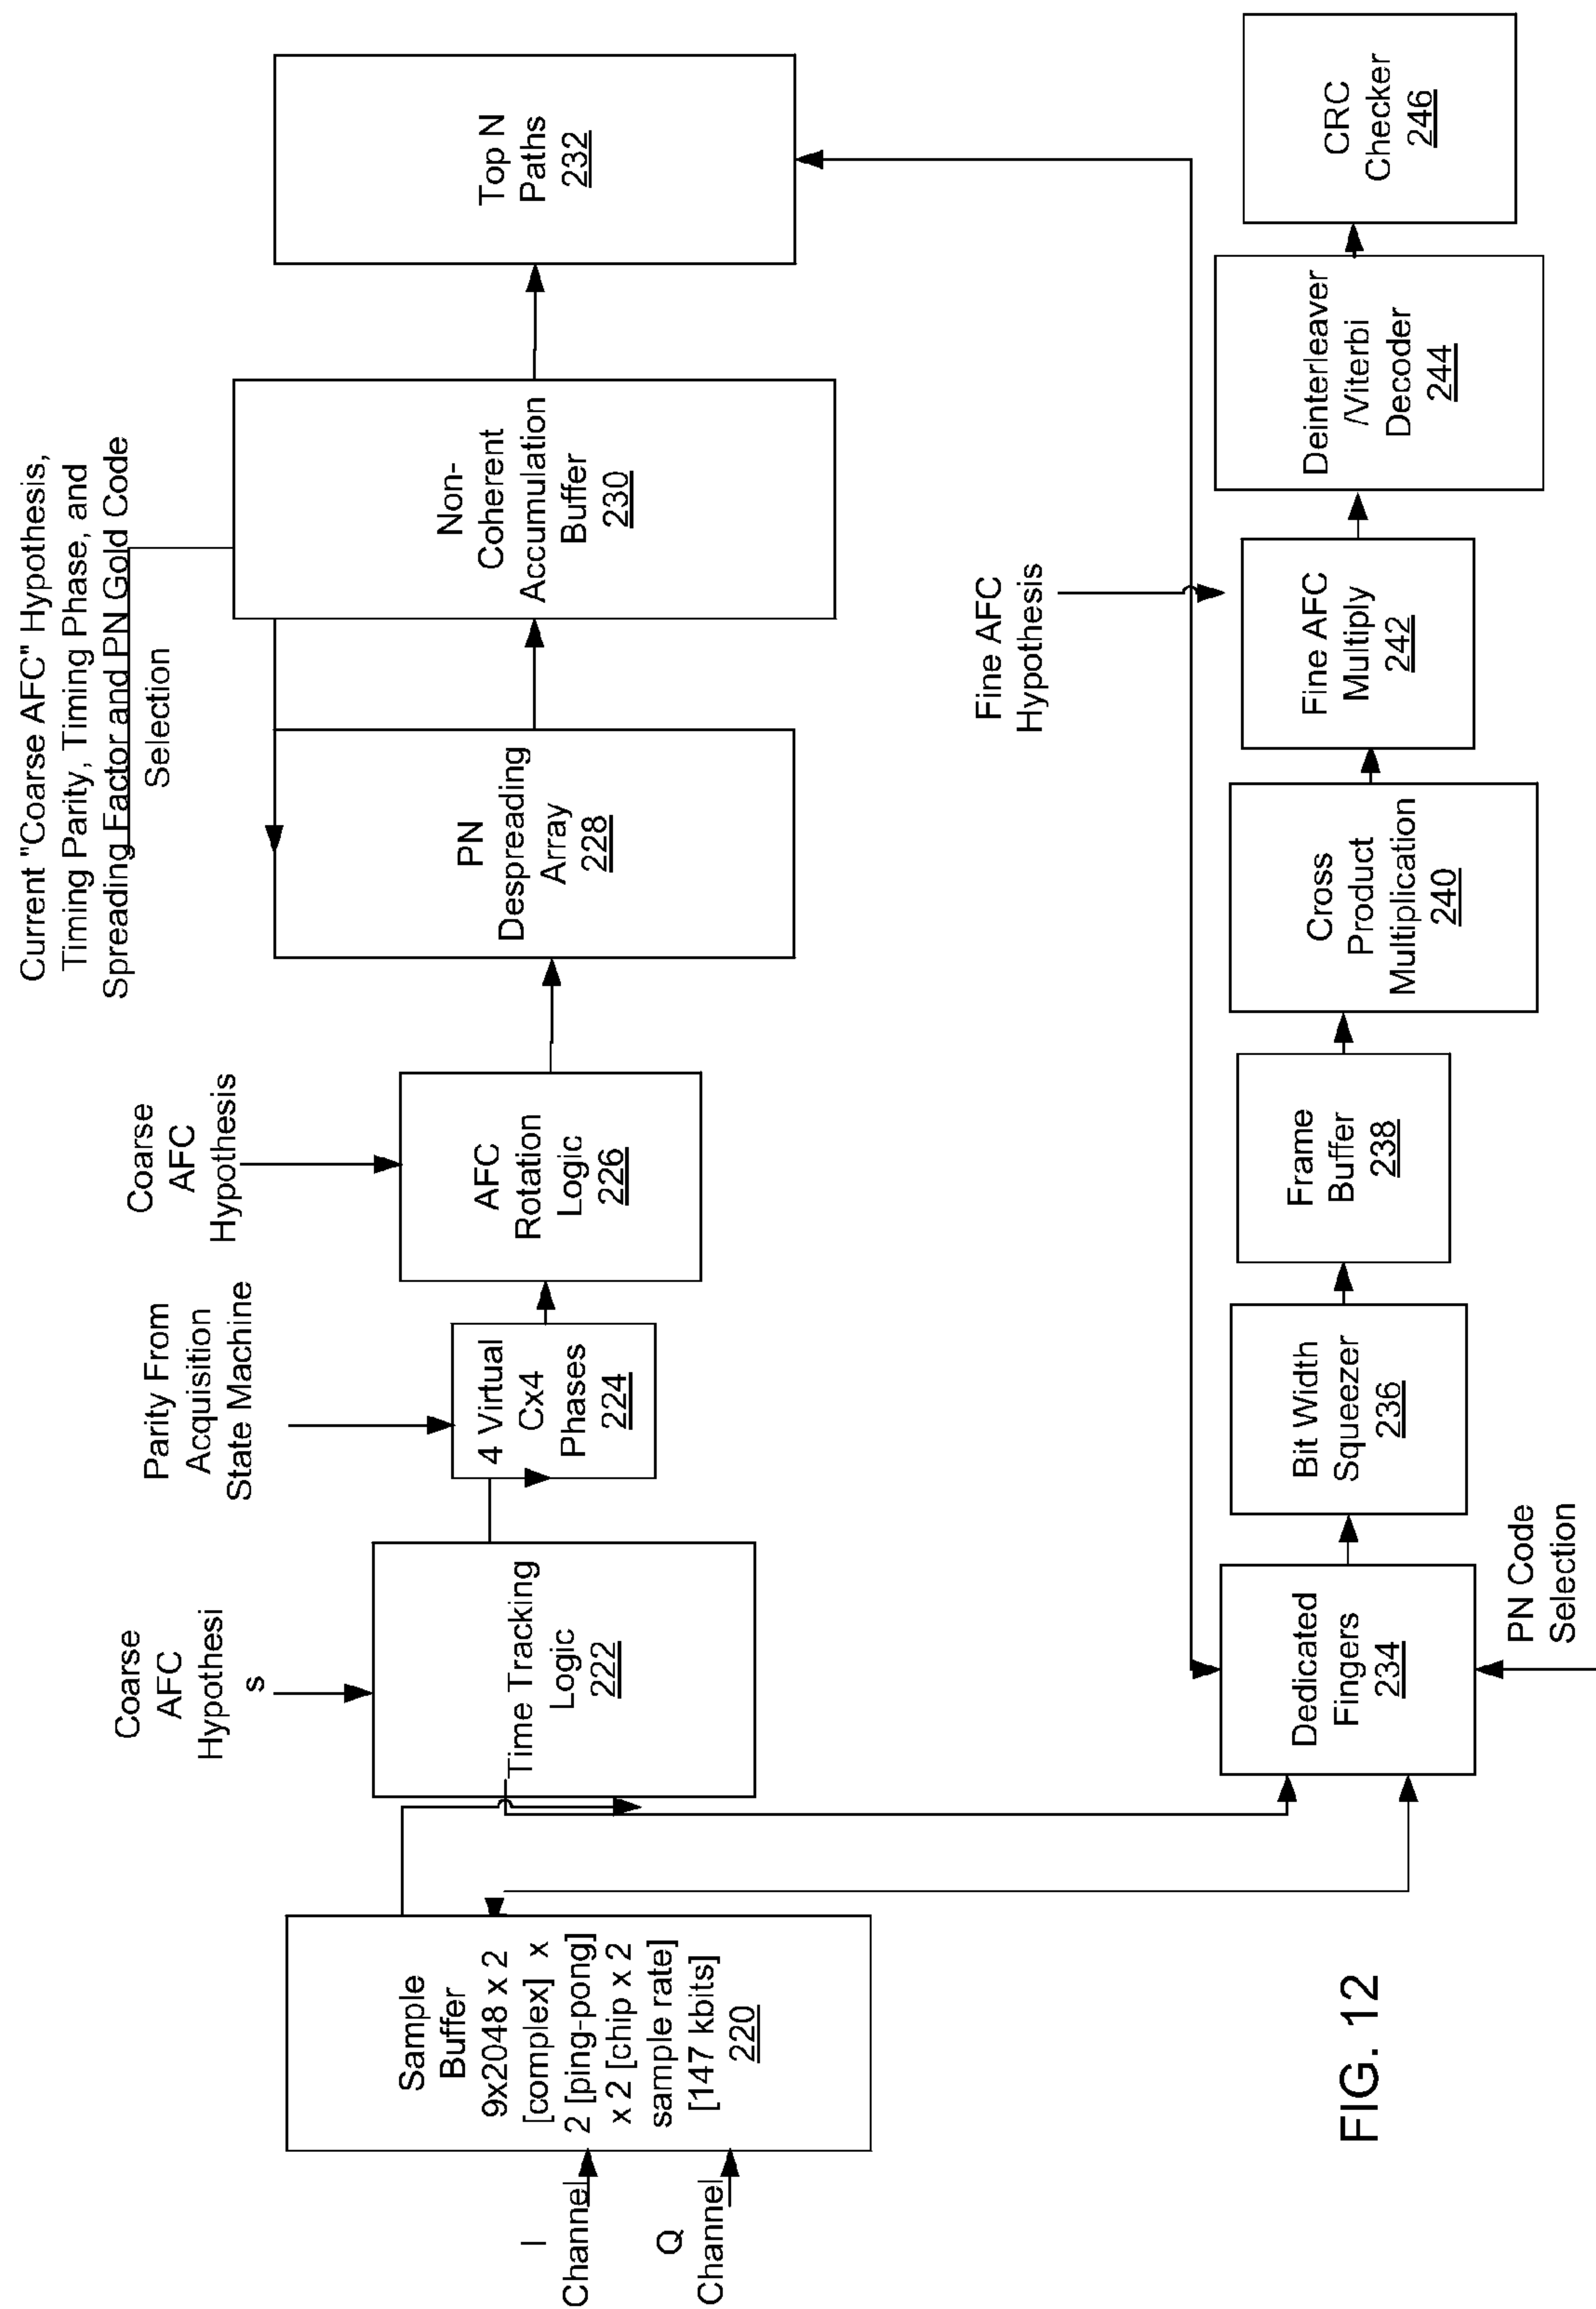 Current "Coarse AFC" Hypothesis,
Timing Parity, Timing Phase, and
Spreading Factor and PN Gold Code
Selection
Coarse
AFC
Hypothesi
s
Parity From
Acquisition
State Machine
Coarse
AFC
Hypothesis
I
Channel
Q
Channel
Sample
Buffer
9x2048 x 2
[complex] x
2 [ping-pong]
x 2 [chip x 2
sample rate]
[147 kbits]
220
Time Tracking
Logic
222
4 Virtual
Cx4
Phases
224
AFC
Rotation
Logic
226
PN
Despreading
Array
228
Non-
Coherent
Accumulation
Buffer
230
Top N
Paths
232
Fine AFC
Hypothesis
Dedicated
Fingers
234
PN Code
Selection
Bit Width
Squeezer
236
Frame
Buffer
238
Cross
Product
Multiplication
240
Fine AFC
Multiply
242
Deinterleaver
/Viterbi
Decoder
244
CRC
Checker
246
FIG. 12